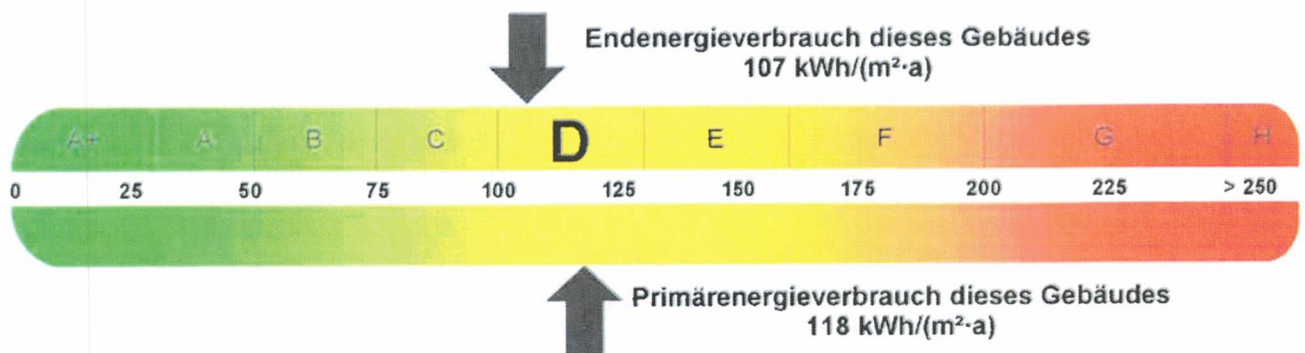 Endenergieverbrauch dieses Gebäudes
107 kWh/(m²·a)
A+ A B C D E F G H
0 25 50 75 100 125 150 175 200 225 > 250
Primärenergieverbrauch dieses Gebäudes
118 kWh/(m²·a)